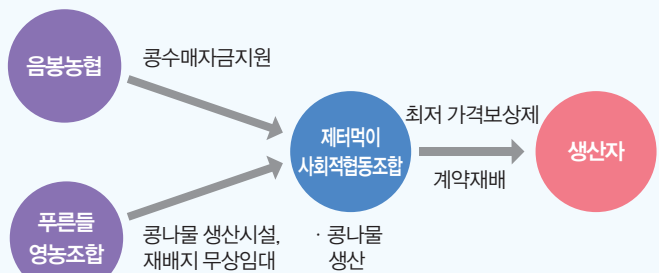 음봉농협
콩수매자금지원
제터먹이
사회적협동조합
최저 가격보상제
계약재배
생산자
푸른들
영농조합
콩나물 생산시설,
재배지 무상임대
· 콩나물
생산